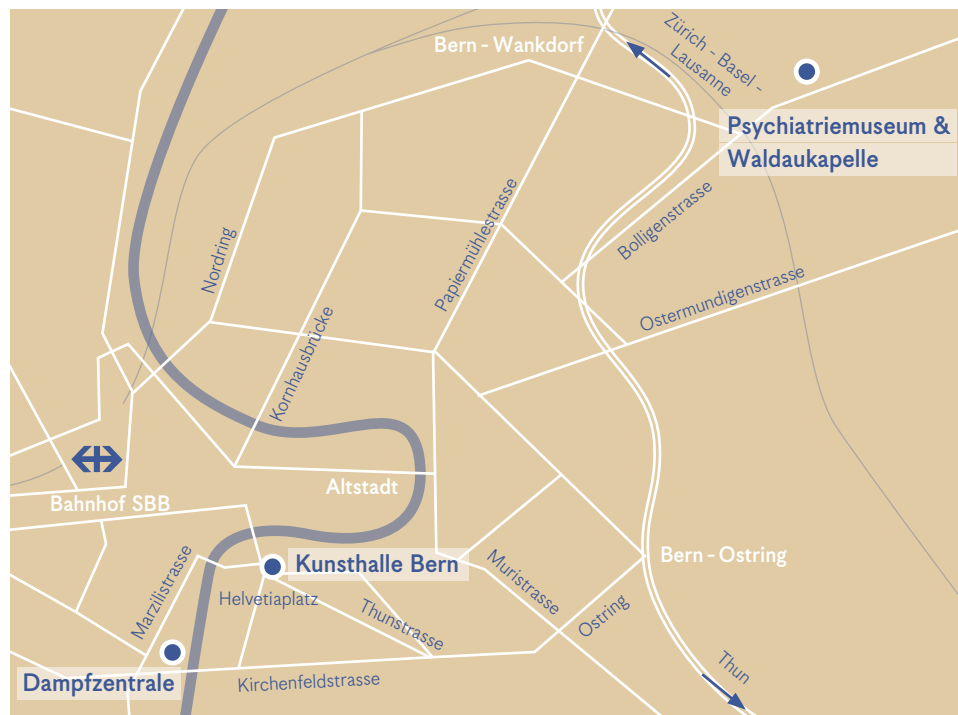 Bern - Wankdorf
Zürich - Basel -
Lausanne
Psychiatriemuseum &
Waldaukapelle
Bolligenstrasse
Papiermühlestrasse
Nordring
Ostermundigenstrasse
Kornhausbrücke
Altstadt
Bahnhof SBB
Kunsthalle Bern
Bern - Ostring
Muristrasse
Marzilistrasse
Helvetiaplatz
Thunstrasse
Ostring
Thun
Dampfzentrale
Kirchenfeldstrasse